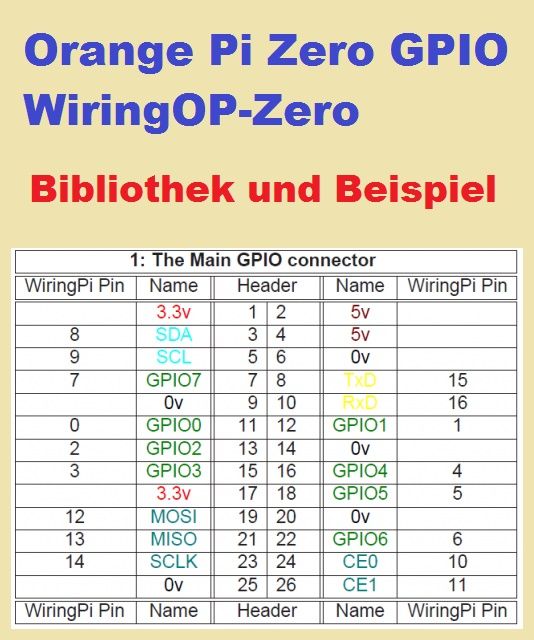 Orange Pi Zero GPIO
WiringOP-Zero
Bibliothek und Beispiel
1: The Main GPIO connector
WiringPi Pin Name Header Name WiringPi Pin
3.3v 1 2 5v
8 SDA 3 4 5v
9 SCL 5 6 0v
7 GPIO7 7 8 TxD 15
0v 9 10 RxD 16
0 GPIO0 11 12 GPIO1 1
2 GPIO2 13 14 0v
3 GPIO3 15 16 GPIO4 4
3.3v 17 18 GPIO5 5
12 MOSI 19 20 0v
13 MISO 21 22 GPIO6 6
14 SCLK 23 24 CE0 10
0v 25 26 CE1 11
WiringPi Pin Name Header Name WiringPi Pin